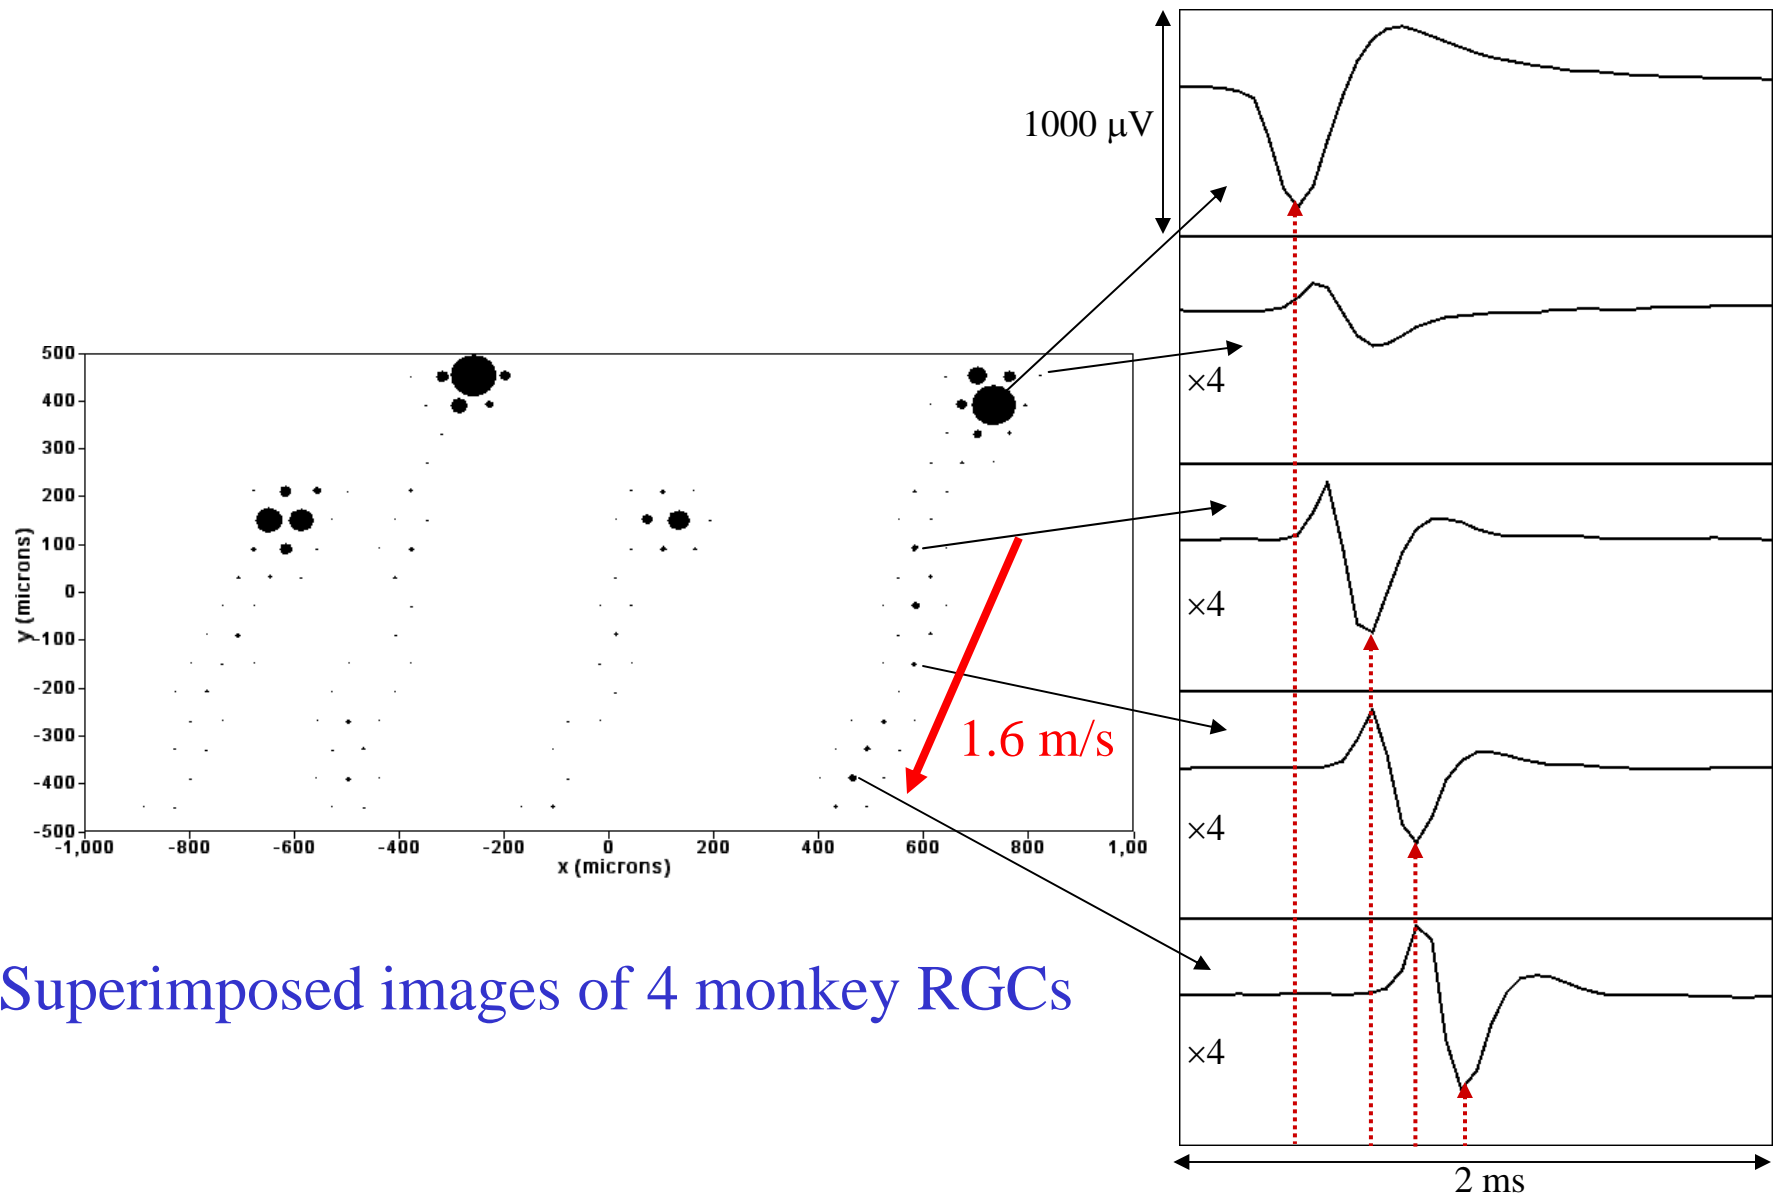 1000 μV
×4
×4
×4
×4
2 ms
500
400
300
200
100
0
-100
-200
-300
-400
-500
y (microns)
-1,000 -800 -600 -400 -200 0 200 400 600 800 1,00
x (microns)
1.6 m/s
Superimposed images of 4 monkey RGCs